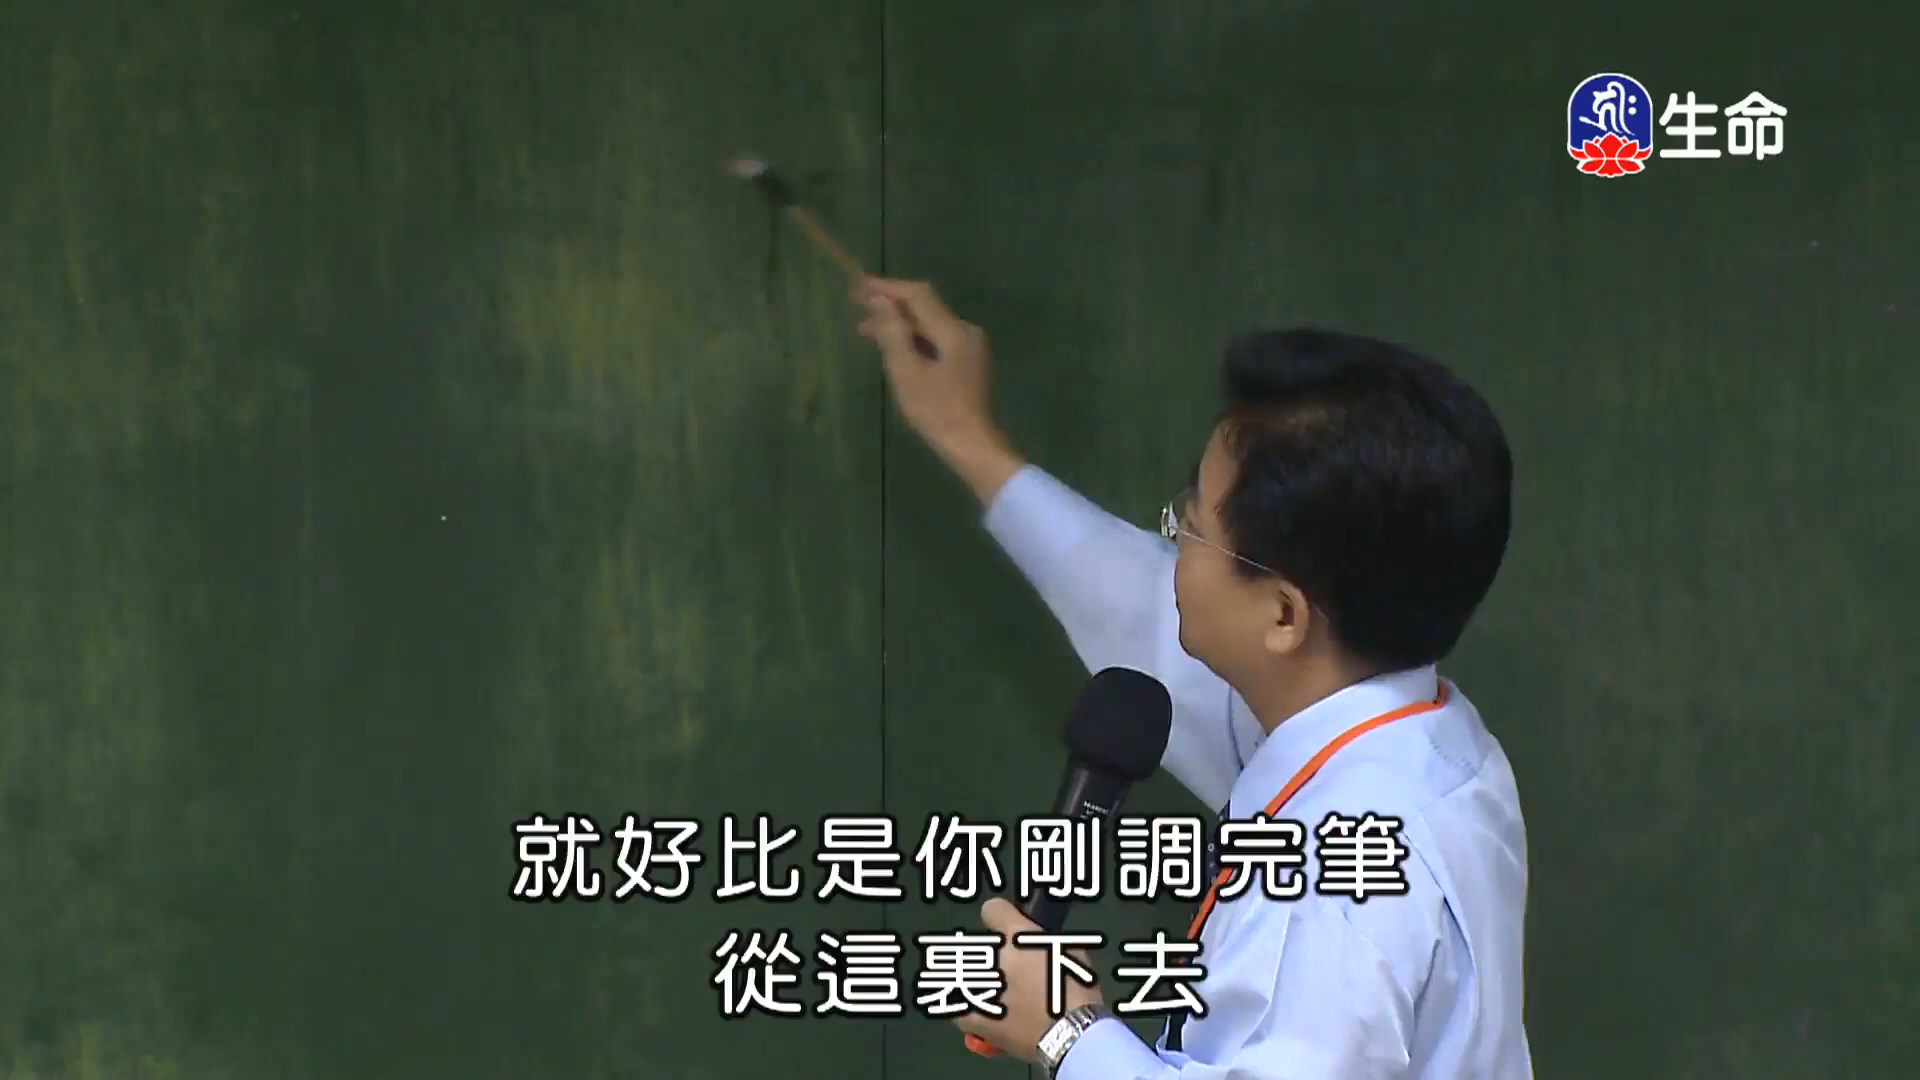 生命
就好比是你剛調完筆
從這裏下去